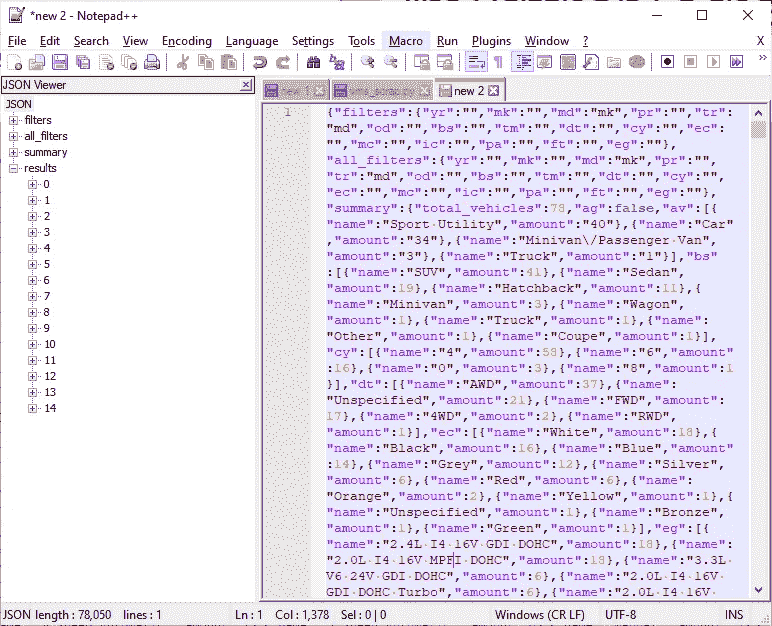 *new 2 - Notepad++
File Edit Search View Encoding Language Settings Tools Macro Run Plugins Window ? X
JSON Viewer
new 1 vms_scrap.py new 2
JSON
filters
all_filters
summary
results
0
1
2
3
4
5
6
7
8
9
10
11
12
13
14
1
{"filters":{"yr":"","mk":"","md":"mk","pr":"","tr":
"md","od":"","bs":"","tm":"","dt":"","cy":"","ec":
"","mc":"","ic":"","pa":"","ft":"","eg":""},
"all_filters":{"yr":"","mk":"","md":"mk","pr":"",
"tr":"md","od":"","bs":"","tm":"","dt":"","cy":"",
"ec":"","mc":"","ic":"","pa":"","ft":"","eg":""},
"summary":{"total_vehicles":78,"ag":false,"av":[{
"name":"Sport Utility","amount":"40"},{"name":"Car"
,"amount":"34"},{"name":"Minivan\/Passenger Van",
"amount":"3"},{"name":"Truck","amount":"1"}],"bs"
:[{"name":"SUV","amount":41},{"name":"Sedan",
"amount":19},{"name":"Hatchback","amount":11},{
"name":"Minivan","amount":3},{"name":"Wagon",
"amount":1},{"name":"Truck","amount":1},{"name":
"Other","amount":1},{"name":"Coupe","amount":1}],
"cy":[{"name":"4","amount":58},{"name":"6","amount"
:16},{"name":"0","amount":3},{"name":"8","amount":1
}],"dt":[{"name":"AWD","amount":37},{"name":
"Unspecified","amount":21},{"name":"FWD","amount":
17},{"name":"4WD","amount":2},{"name":"RWD",
"amount":1}],"ec":[{"name":"White","amount":18},{
"name":"Black","amount":16},{"name":"Blue","amount"
:14},{"name":"Grey","amount":12},{"name":"Silver",
"amount":6},{"name":"Red","amount":6},{"name":
"Orange","amount":2},{"name":"Yellow","amount":1},{
"name":"Unspecified","amount":1},{"name":"Bronze",
"amount":1},{"name":"Green","amount":1}],"eg":[{
"name":"2.4L I4 16V GDI DOHC","amount":18},{"name":
"2.0L I4 16V MPFI DOHC","amount":18},{"name":"3.3L
V6 24V GDI DOHC","amount":6},{"name":"2.0L I4 16V
GDI DOHC Turbo","amount":6},{"name":"2.0L I4 16V
JSON length : 78,050 lines : 1 Ln : 1 Col : 1,378 Sel : 0 | 0 Windows (CR LF) UTF-8 INS